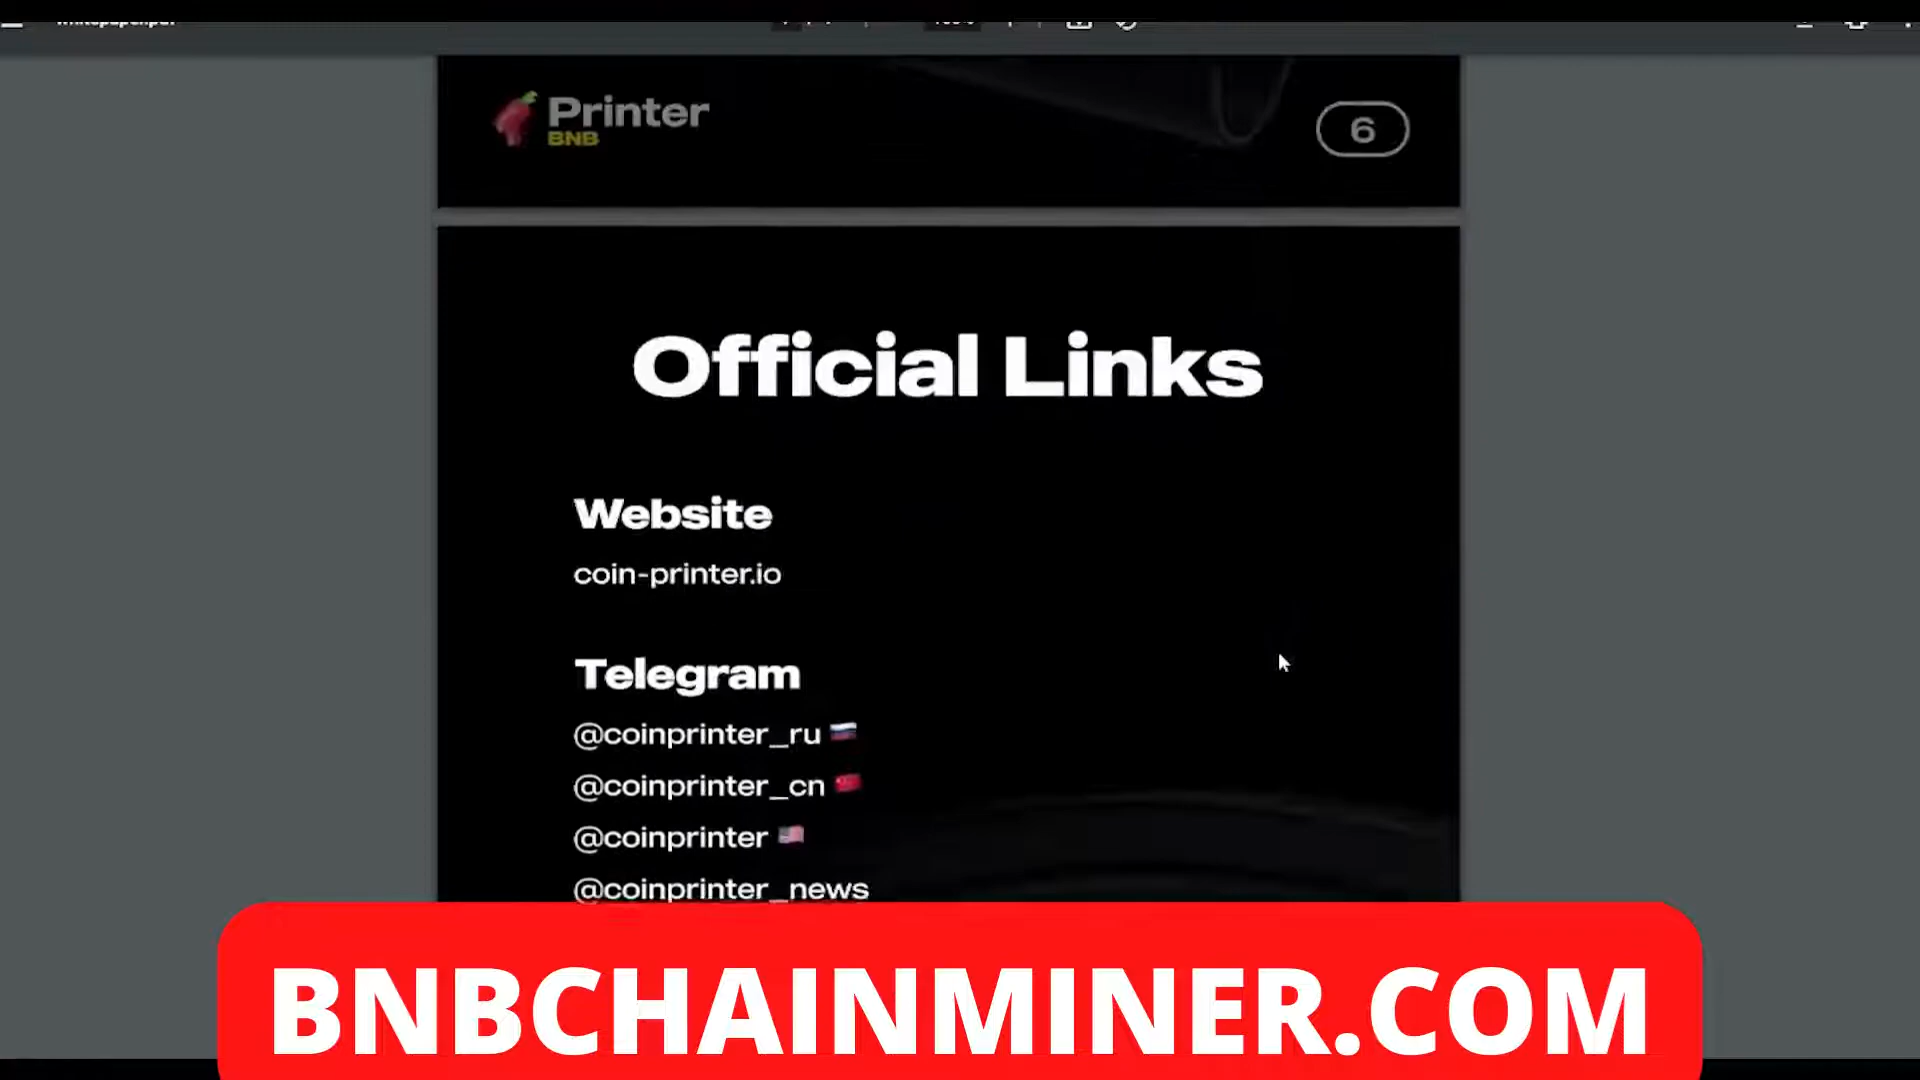 Printer
BNB
6
Official Links
Website
coin-printer.io
Telegram
@coinprinter_ru
@coinprinter_cn
@coinprinter
@coinprinter_news
BNBCHAINMINER.COM